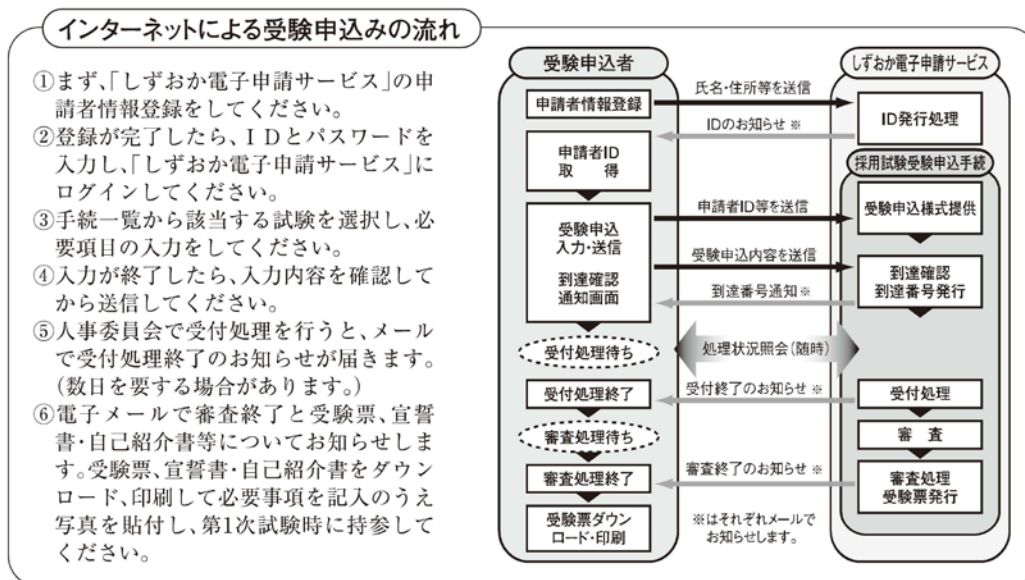 インターネットによる受験申込みの流れ
①まず、「しずおか電子申請サービス」の申
請者情報登録をしてください。
②登録が完了したら、ＩＤとパスワードを
入力し、「しずおか電子申請サービス」に
ログインしてください。
③手続一覧から該当する試験を選択し、必
要項目の入力をしてください。
④入力が終了したら、入力内容を確認して
から送信してください。
⑤人事委員会で受付処理を行うと、メール
で受付処理終了のお知らせが届きます。
（数日を要する場合があります。）
⑥電子メールで審査終了と受験票、宣誓
書・自己紹介書等についてお知らせしま
す。受験票、宣誓書・自己紹介書をダウン
ロード、印刷して必要事項を記入のうえ
写真を貼付し、第1次試験時に持参して
ください。
受験申込者
しずおか電子申請サービス
申請者情報登録
氏名・住所等を送信
ID発行処理
IDのお知らせ ※
申請者ID
取　得
採用試験受験申込手続
受験申込
入力・送信
申請者ID等を送信
受験申込様式提供
受験申込内容を送信
到達確認
通知画面
到達確認
到達番号発行
到達番号通知 ※
受付処理待ち
処理状況照会（随時）
受付処理終了
受付終了のお知らせ ※
受付処理
審査処理待ち
審　査
審査処理終了
審査終了のお知らせ ※
審査処理
受験票発行
受験票ダウン
ロード・印刷
※はそれぞれメールで
お知らせします。